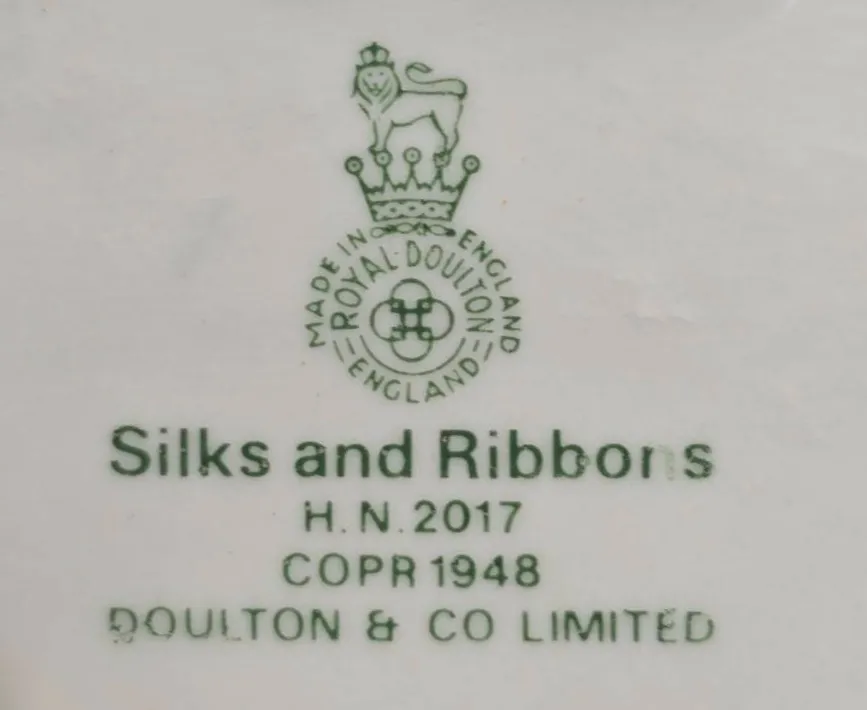 MADE IN ENGLAND
ROYAL·DOULTON
ENGLAND
Silks and Ribbons
H.N.2017
COPR 1948
DOULTON & CO LIMITED